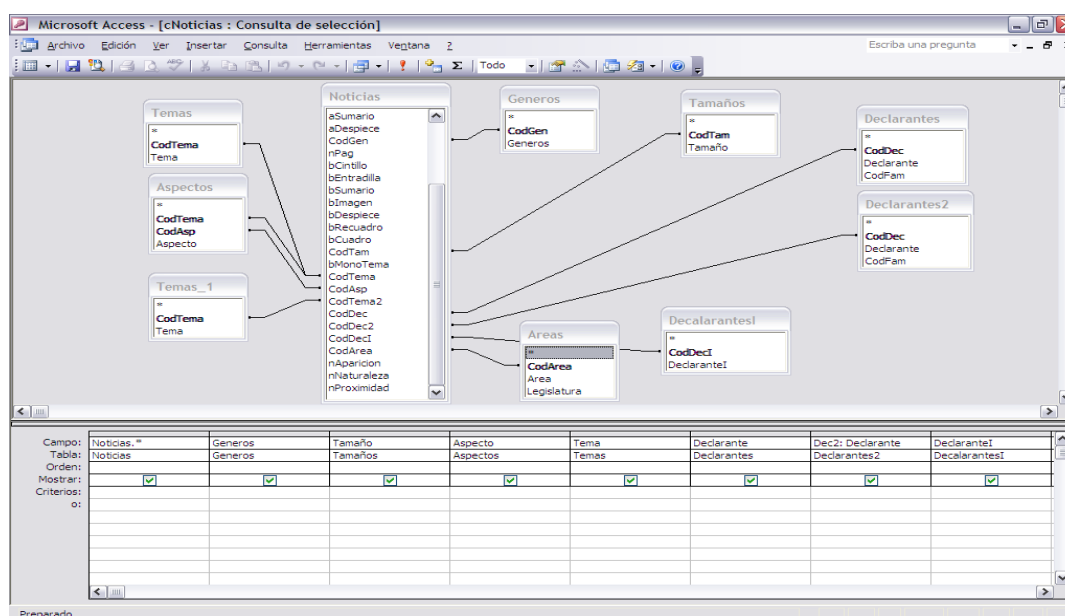 Microsoft Access - [cNoticias : Consulta de selección]
Archivo Edición Ver Insertar Consulta Herramientas Ventana ? Escriba una pregunta
Todo
Temas
*
CodTema
Tema
Aspectos
*
CodTema
CodAsp
Aspecto
Temas_1
*
CodTema
Tema
Noticias
aSumario
aDespiece
CodGen
nPag
bCintillo
bEntradilla
bSumario
bImagen
bDespiece
bRecuadro
bCuadro
CodTam
bMonoTema
CodTema
CodAsp
CodTema2
CodDec
CodDec2
CodDecI
CodArea
nAparicion
nNaturaleza
nProximidad
Generos
*
CodGen
Generos
Tamaños
*
CodTam
Tamaño
Declarantes
*
CodDec
Declarante
CodFam
Declarantes2
*
CodDec
Declarante
CodFam
Areas
*
CodArea
Area
Legislatura
DecalarantesI
*
CodDecI
DeclaranteI
Campo: Noticias.* Generos Tamaño Aspecto Tema Declarante Dec2: Declarante DeclaranteI
Tabla: Noticias Generos Tamaños Aspectos Temas Declarantes Declarantes2 DecalarantesI
Orden:
Mostrar:
Criterios:
o:
Preparado